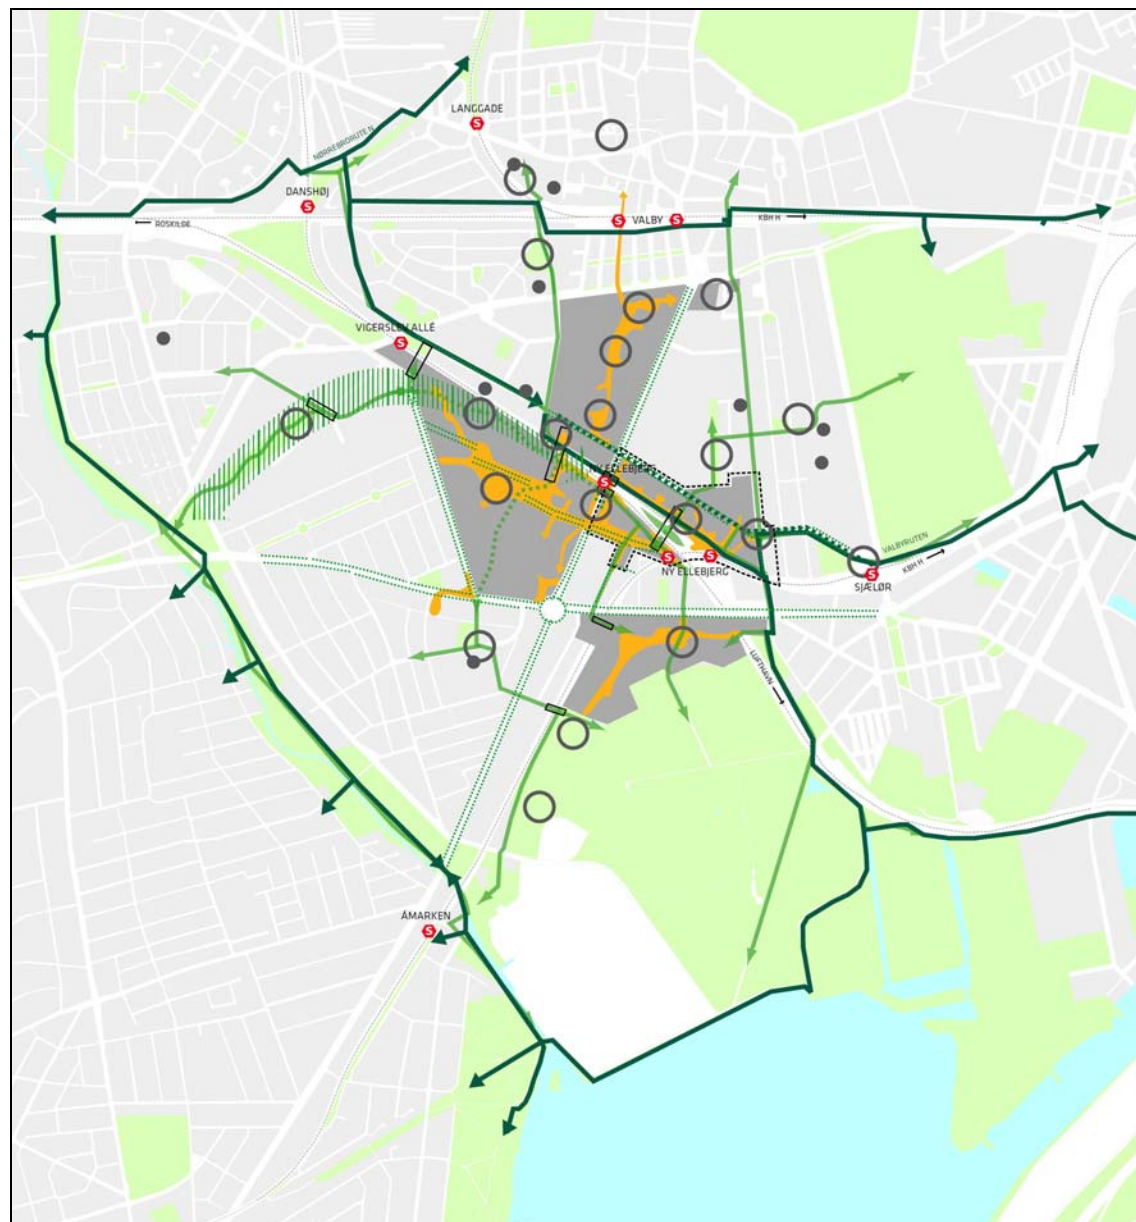 LANGGADE
S
NØRREBRORUTEN
DANSHØJ
S
ROSKILDE
S
VALBY
S
KBH H
VIGERSLEV ALLÉ
S
NY ELLEBJERG
S
S
NY ELLEBJERG
S
VALBYRUTEN
KBH H
SJÆLØR
S
LUFTHAVN
ÅMARKEN
S